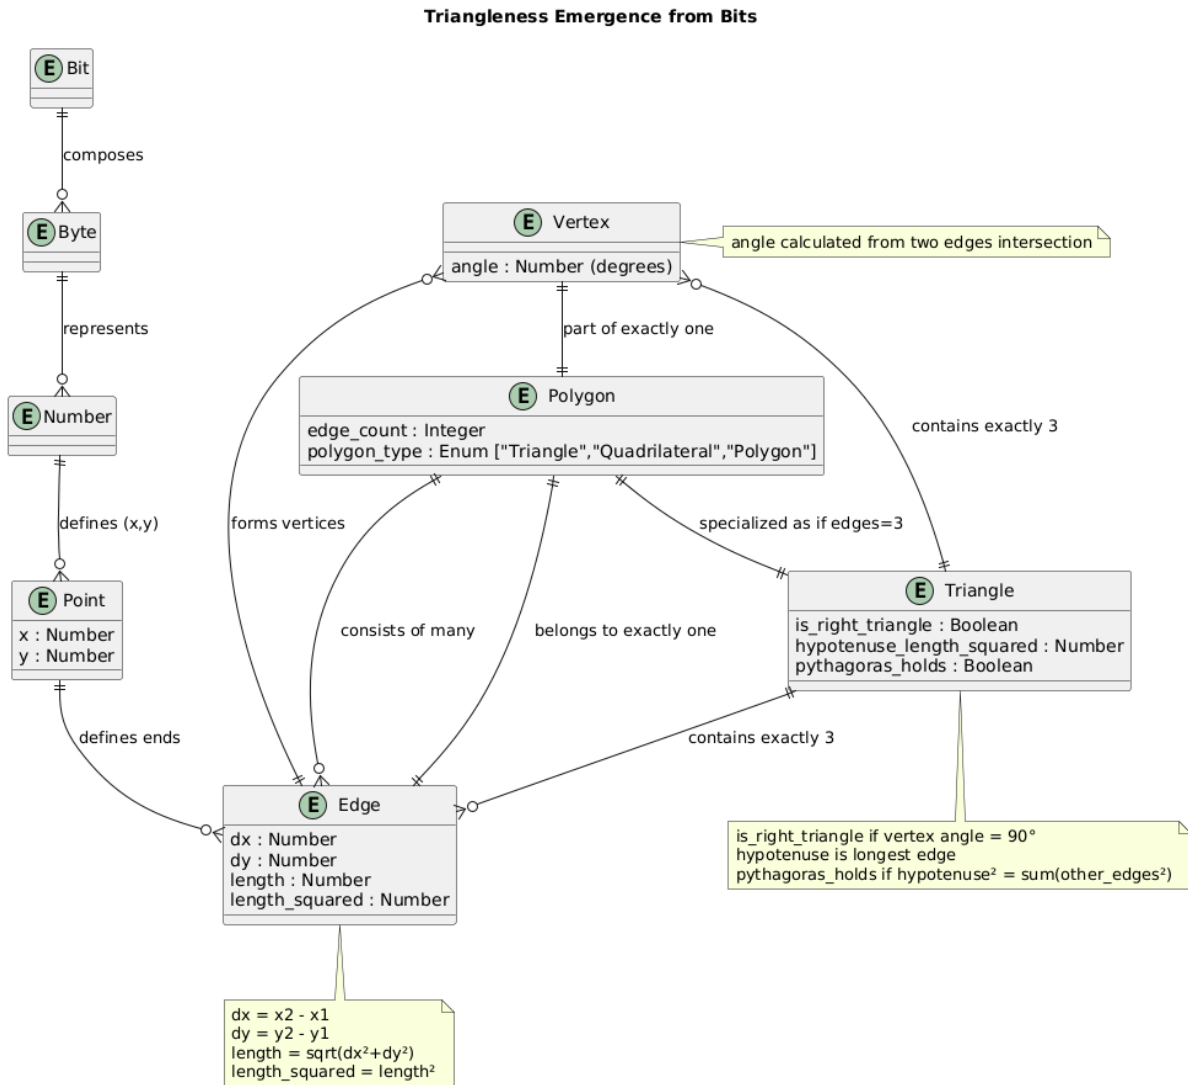 Triangleness Emergence from Bits
E Bit
composes
E Byte
represents
E Number
defines (x,y)
E Point
x : Number
y : Number
defines ends
E Vertex
angle : Number (degrees)
angle calculated from two edges intersection
part of exactly one
E Polygon
edge_count : Integer
polygon_type : Enum ["Triangle","Quadrilateral","Polygon"]
contains exactly 3
forms vertices
specialized as if edges=3
consists of many
belongs to exactly one
E Triangle
is_right_triangle : Boolean
hypotenuse_length_squared : Number
pythagoras_holds : Boolean
contains exactly 3
E Edge
dx : Number
dy : Number
length : Number
length_squared : Number
is_right_triangle if vertex angle = 90°
hypotenuse is longest edge
pythagoras_holds if hypotenuse² = sum(other_edges²)
dx = x2 - x1
dy = y2 - y1
length = sqrt(dx²+dy²)
length_squared = length²